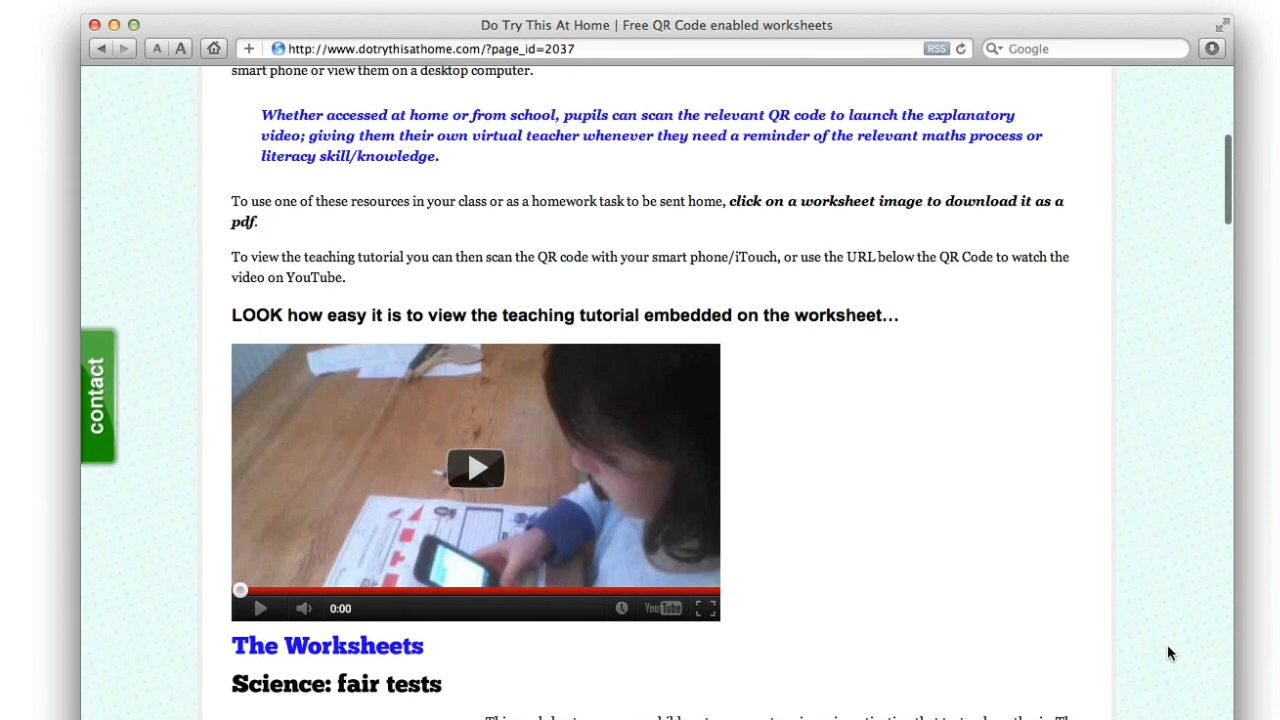 Do Try This At Home | Free QR Code enabled worksheets
A A + http://www.dotrythisathome.com/?page_id=2037 RSS Google
smart phone or view them on a desktop computer.
Whether accessed at home or from school, pupils can scan the relevant QR code to launch the explanatory
video; giving them their own virtual teacher whenever they need a reminder of the relevant maths process or
literacy skill/knowledge.
To use one of these resources in your class or as a homework task to be sent home, click on a worksheet image to download it as a
pdf.
To view the teaching tutorial you can then scan the QR code with your smart phone/iTouch, or use the URL below the QR Code to watch the
video on YouTube.
LOOK how easy it is to view the teaching tutorial embedded on the worksheet...
contact
0:00 YouTube
The Worksheets
Science: fair tests